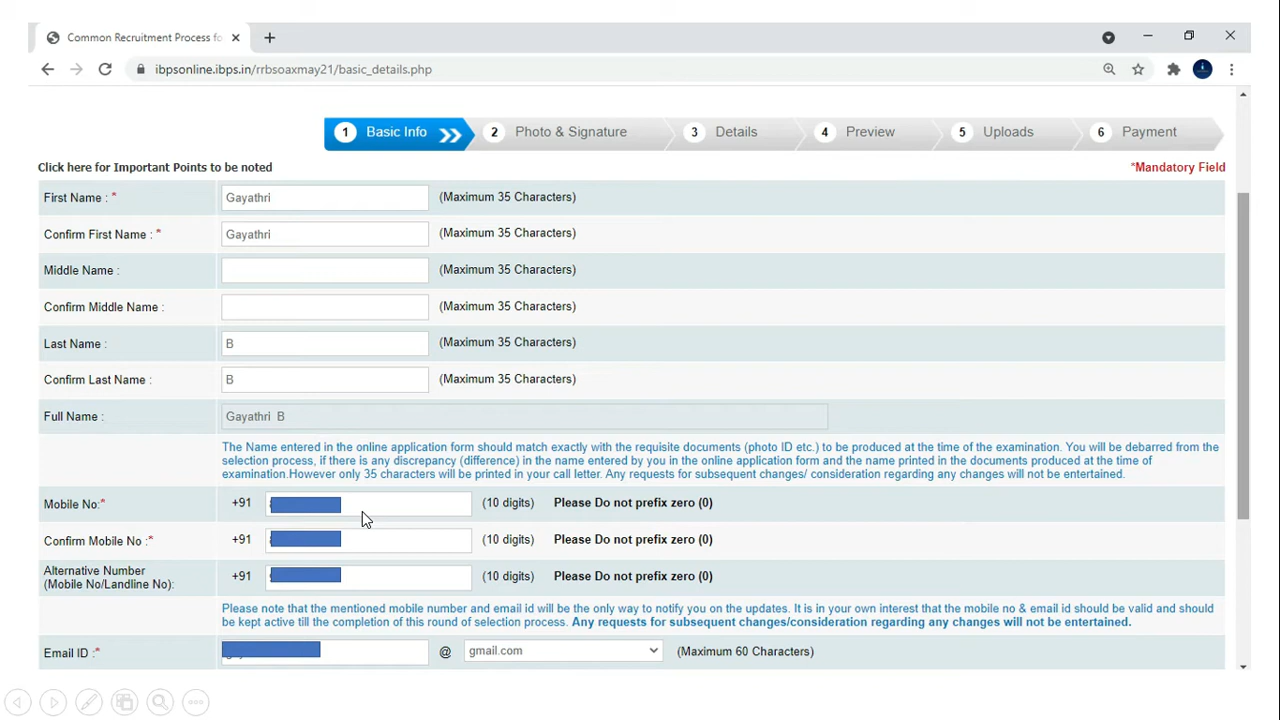 Common Recruitment Process fo
ibpsonline.ibps.in/rrbsoaxmay21/basic_details.php
1 Basic Info 2 Photo & Signature 3 Details 4 Preview 5 Uploads 6 Payment
Click here for Important Points to be noted *Mandatory Field
First Name : * Gayathri (Maximum 35 Characters)
Confirm First Name : * Gayathri (Maximum 35 Characters)
Middle Name : (Maximum 35 Characters)
Confirm Middle Name : (Maximum 35 Characters)
Last Name : B (Maximum 35 Characters)
Confirm Last Name : B (Maximum 35 Characters)
Full Name : Gayathri B
The Name entered in the online application form should match exactly with the requisite documents (photo ID etc.) to be produced at the time of the examination. You will be debarred from the
selection process, if there is any discrepancy (difference) in the name entered by you in the online application form and the name printed in the documents produced at the time of
examination.However only 35 characters will be printed in your call letter. Any requests for subsequent changes/ consideration regarding any changes will not be entertained.
Mobile No:* +91 (10 digits) Please Do not prefix zero (0)
Confirm Mobile No :* +91 (10 digits) Please Do not prefix zero (0)
Alternative Number
(Mobile No/Landline No): +91 (10 digits) Please Do not prefix zero (0)
Please note that the mentioned mobile number and email id will be the only way to notify you on the updates. It is in your own interest that the mobile no & email id should be valid and should
be kept active till the completion of this round of selection process. Any requests for subsequent changes/consideration regarding any changes will not be entertained.
Email ID :* @ gmail.com (Maximum 60 Characters)